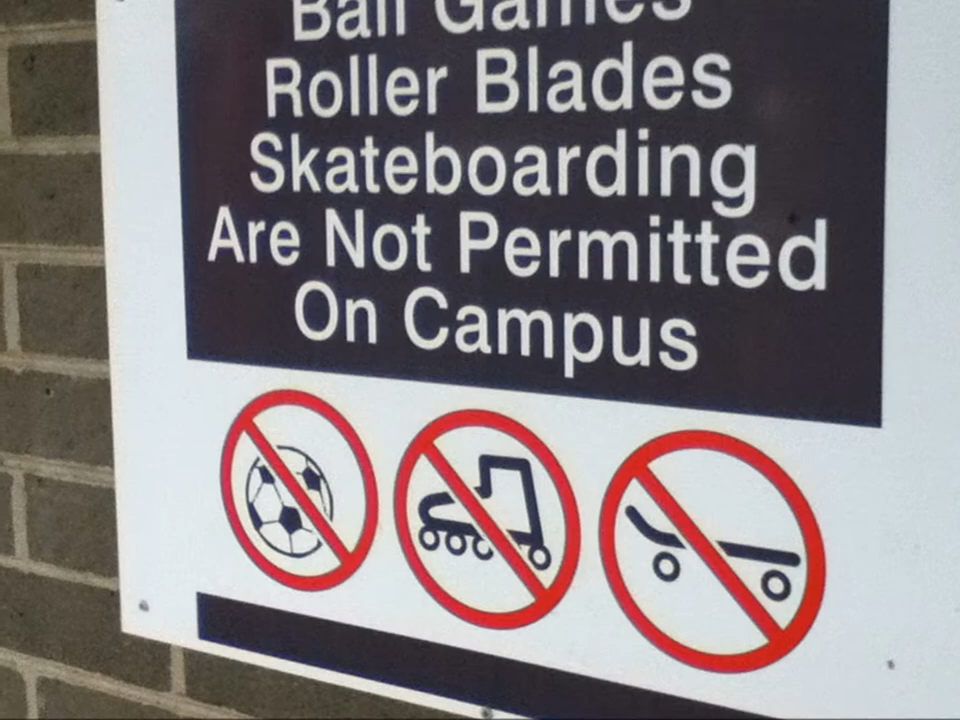 Ball Games
Roller Blades
Skateboarding
Are Not Permitted
On Campus